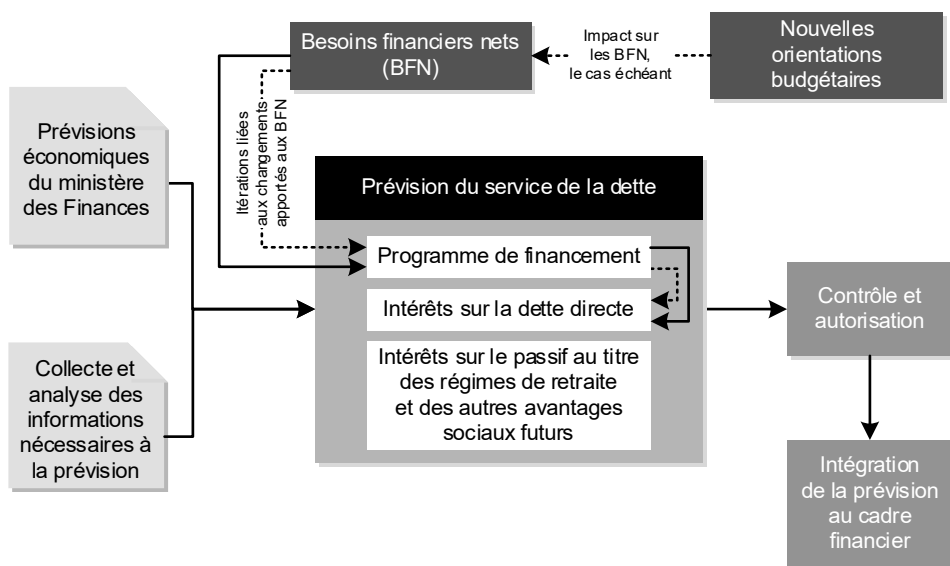 Besoins financiers nets
(BFN)
Impact sur
les BFN,
le cas échéant
Nouvelles
orientations
budgétaires
Prévisions
économiques
du ministère
des Finances
Itérations liées
aux changements
apportés aux BFN
Prévision du service de la dette
Programme de financement
Intérêts sur la dette directe
Intérêts sur le passif au titre
des régimes de retraite
et des autres avantages
sociaux futurs
Contrôle et
autorisation
Collecte et
analyse des
informations
nécessaires à
la prévision
Intégration
de la prévision
au cadre
financier